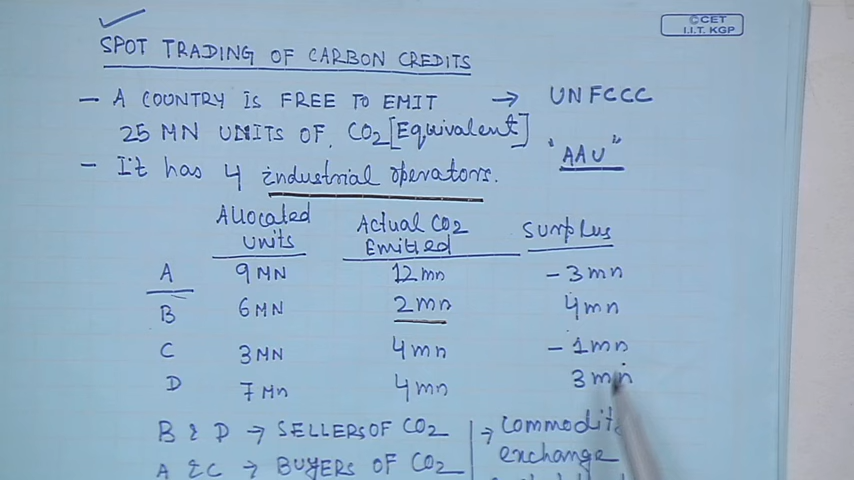 ©CET
I.I.T. KGP
SPOT TRADING OF CARBON CREDITS
- A COUNTRY IS FREE TO EMIT → UNFCCC
25 MN UNITS OF CO2 [Equivalent]
"AAU"
- It has 4 industrial operators.
Allocated Units Actual CO2 Emitted Surplus
A 9 MN 12 mn - 3 mn
B 6 MN 2 mn 4 mn
C 3 MN 4 mn - 1 mn
D 7 Mn 4 mn 3 mn
B & D → SELLERS OF CO2 → commodit
A & C → BUYERS OF CO2 exchange